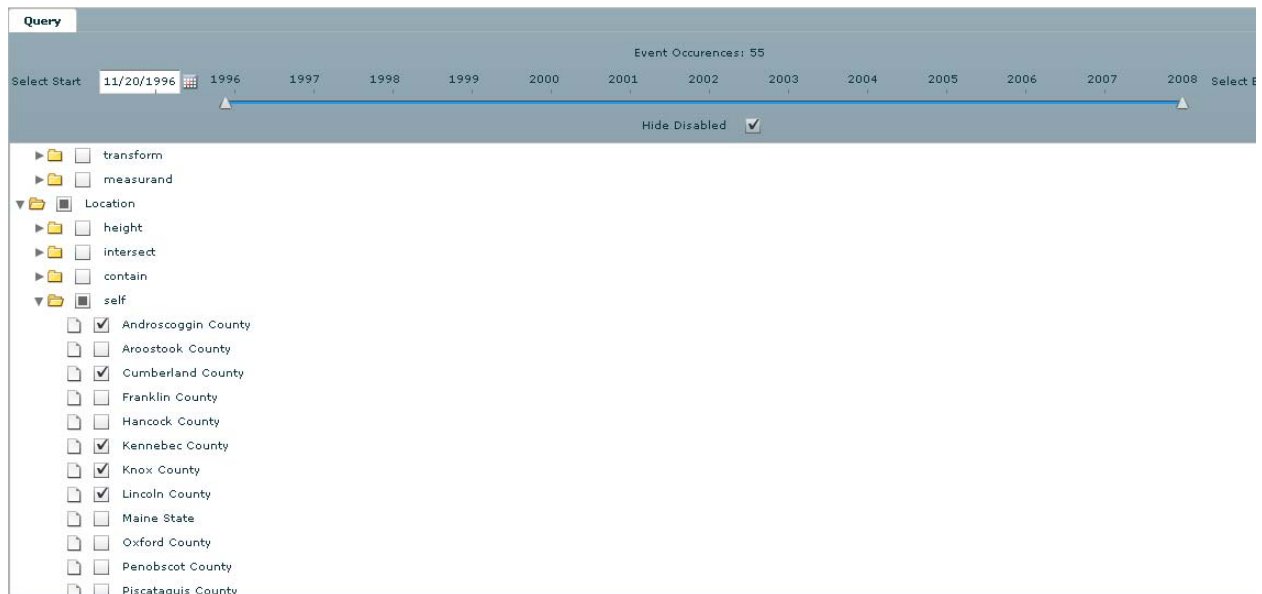 Query
Event Occurences: 55
Select Start 11/20/1996 1996 1997 1998 1999 2000 2001 2002 2003 2004 2005 2006 2007 2008 Select E
Hide Disabled
transform
measurand
Location
height
intersect
contain
self
Androscoggin County
Aroostook County
Cumberland County
Franklin County
Hancock County
Kennebec County
Knox County
Lincoln County
Maine State
Oxford County
Penobscot County
Piscataquis County